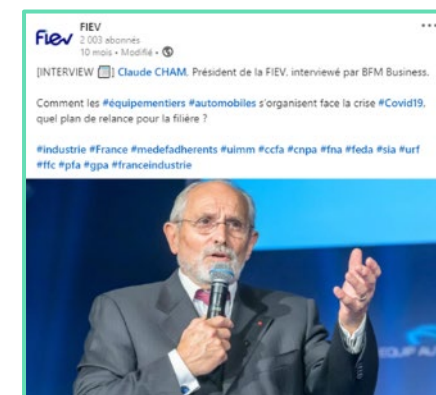 Fiev
FIEV
2 003 abonnés
10 mois • Modifié •
[INTERVIEW 📰] Claude CHAM, Président de la FIEV, interviewé par BFM Business.
Comment les #équipementiers #automobiles s'organisent face la crise #Covid19,
quel plan de relance pour la filière ?
#industrie #France #medefadherents #uimm #ccfa #cnpa #fna #feda #sia #urf
#ffc #pfa #gpa #franceindustrie
EQUIP AU